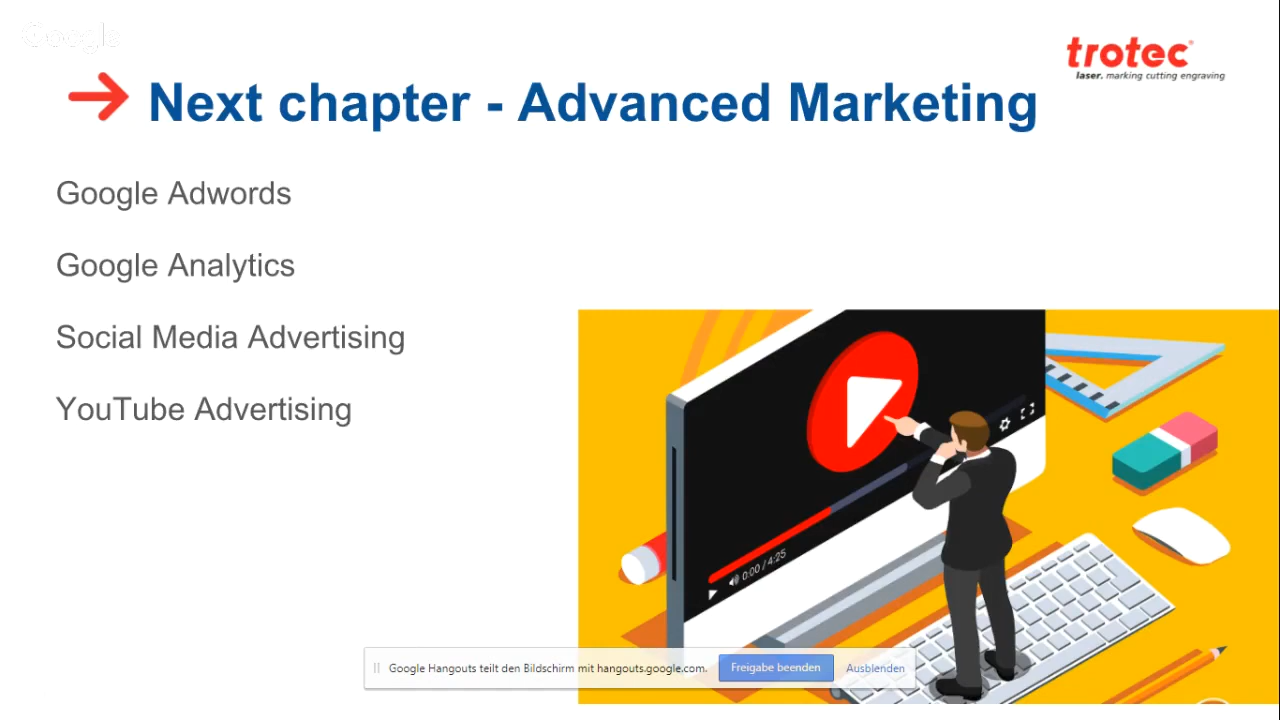 Google
trotec
laser. marking cutting engraving
Next chapter - Advanced Marketing
Google Adwords
Google Analytics
Social Media Advertising
YouTube Advertising
0:00 / 4:25
Google Hangouts teilt den Bildschirm mit hangouts.google.com. Freigabe beenden Ausblenden